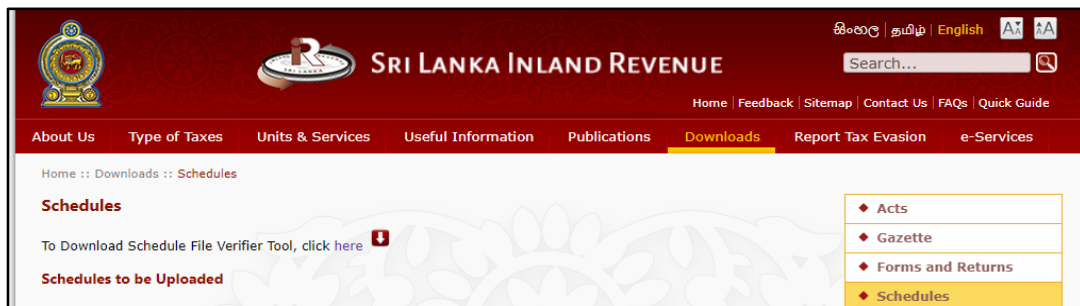 සිංහල | தமிழ் | English A A
SRI LANKA INLAND REVENUE
SRI LANKA
Search...
Home | Feedback | Sitemap | Contact Us | FAQs | Quick Guide
About Us Type of Taxes Units & Services Useful Information Publications Downloads Report Tax Evasion e-Services
Home :: Downloads :: Schedules
Schedules
To Download Schedule File Verifier Tool, click here
Schedules to be Uploaded
Acts
Gazette
Forms and Returns
Schedules